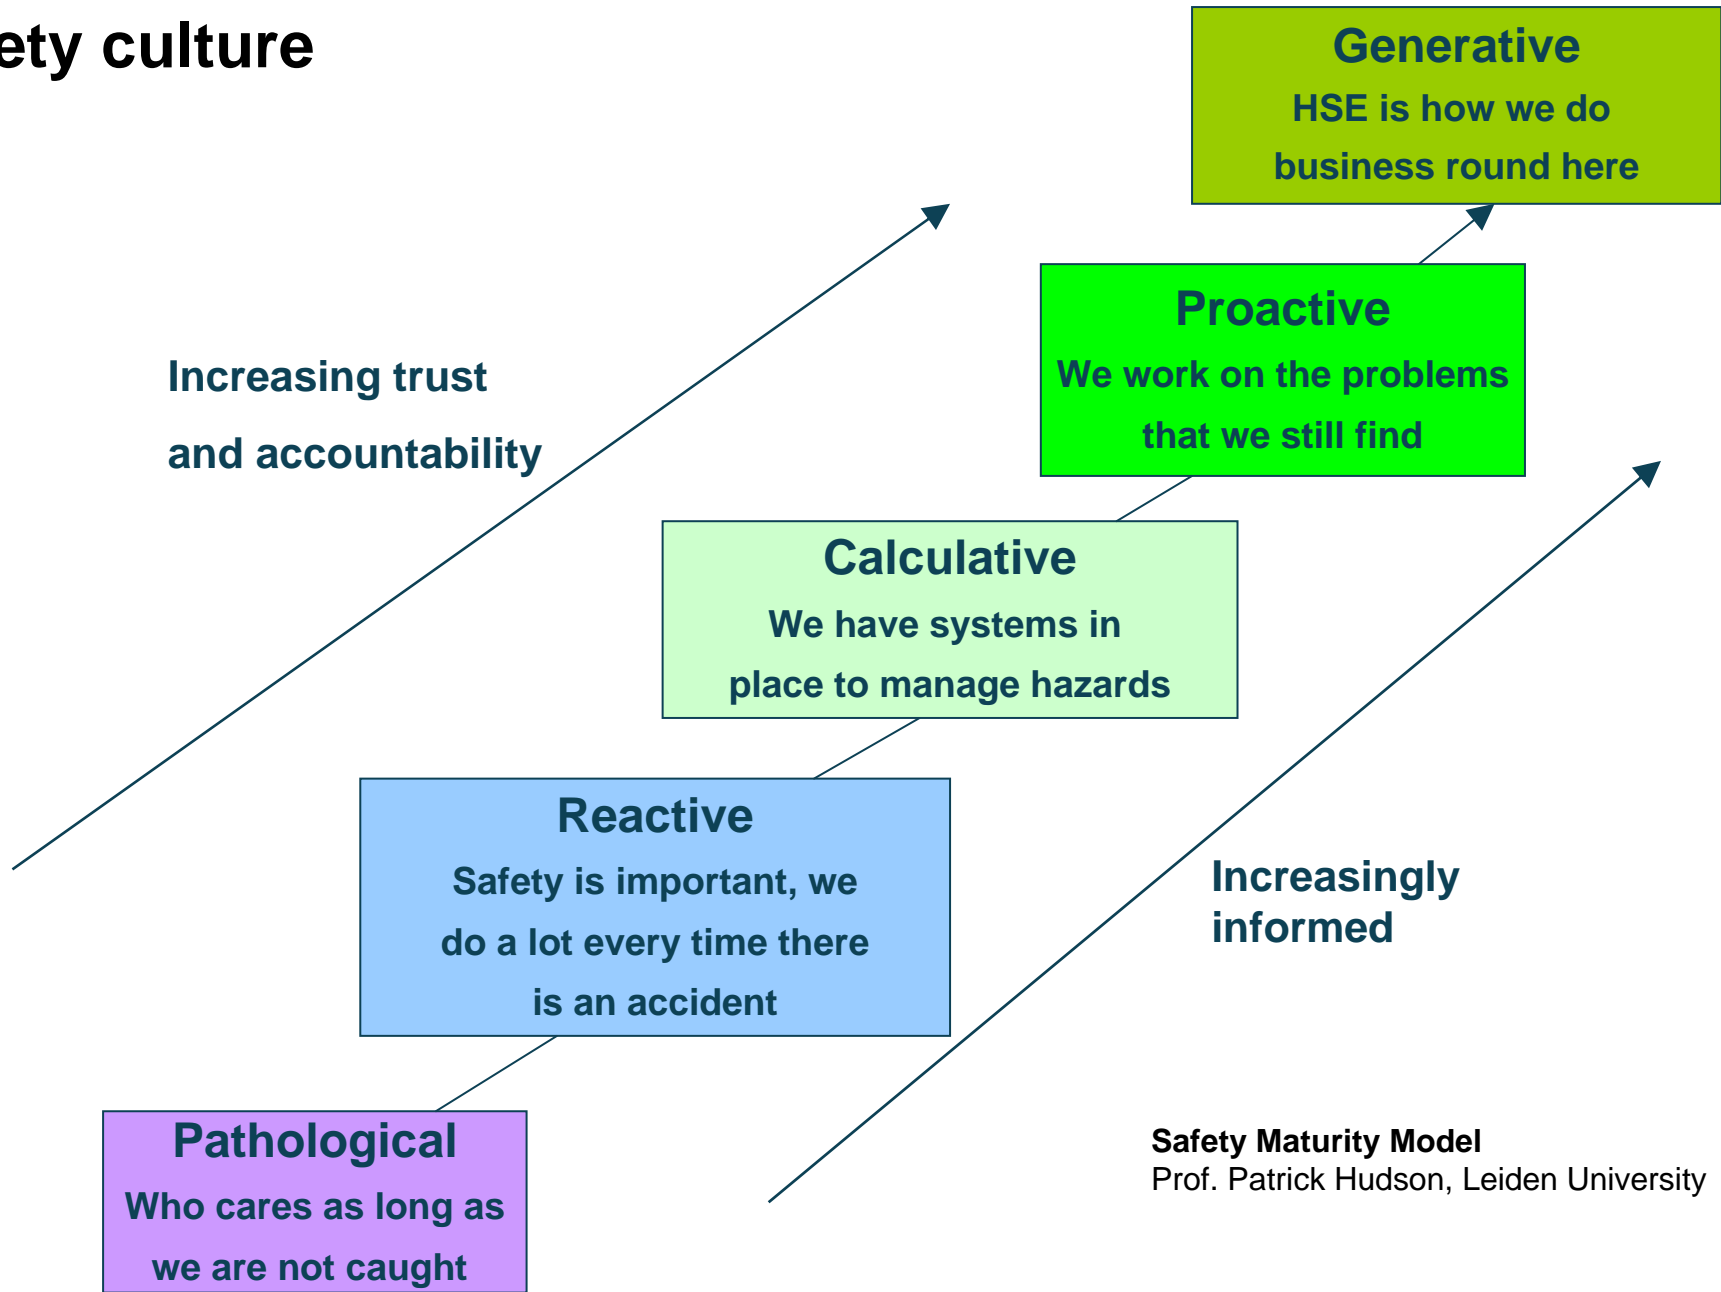 ety culture
Generative
HSE is how we do
business round here
Proactive
We work on the problems
that we still find
Increasing trust
and accountability
Calculative
We have systems in
place to manage hazards
Reactive
Safety is important, we
do a lot every time there
is an accident
Increasingly
informed
Pathological
Who cares as long as
we are not caught
Safety Maturity Model
Prof. Patrick Hudson, Leiden University